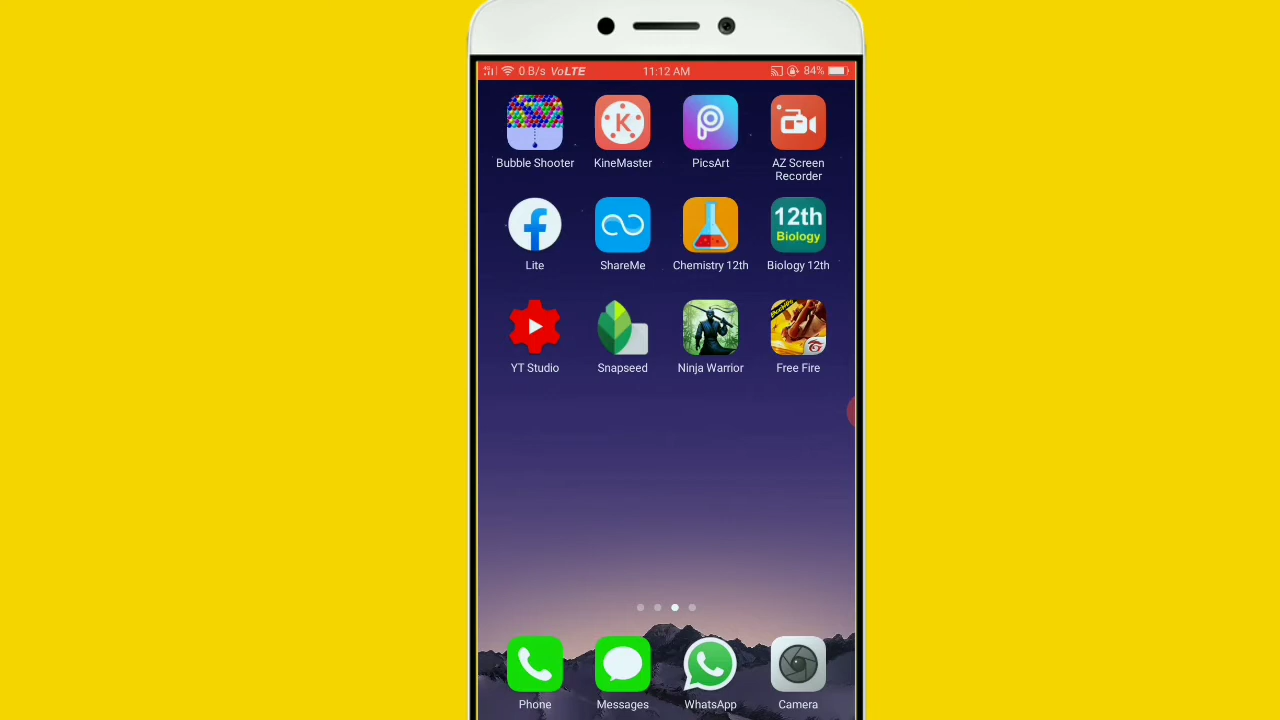 4G 0 B/s VoLTE 11:12 AM 84%
Bubble Shooter KineMaster PicsArt AZ Screen Recorder
12th
Biology
Lite ShareMe Chemistry 12th Biology 12th
YT Studio Snapseed Ninja Warrior Free Fire
Phone Messages WhatsApp Camera